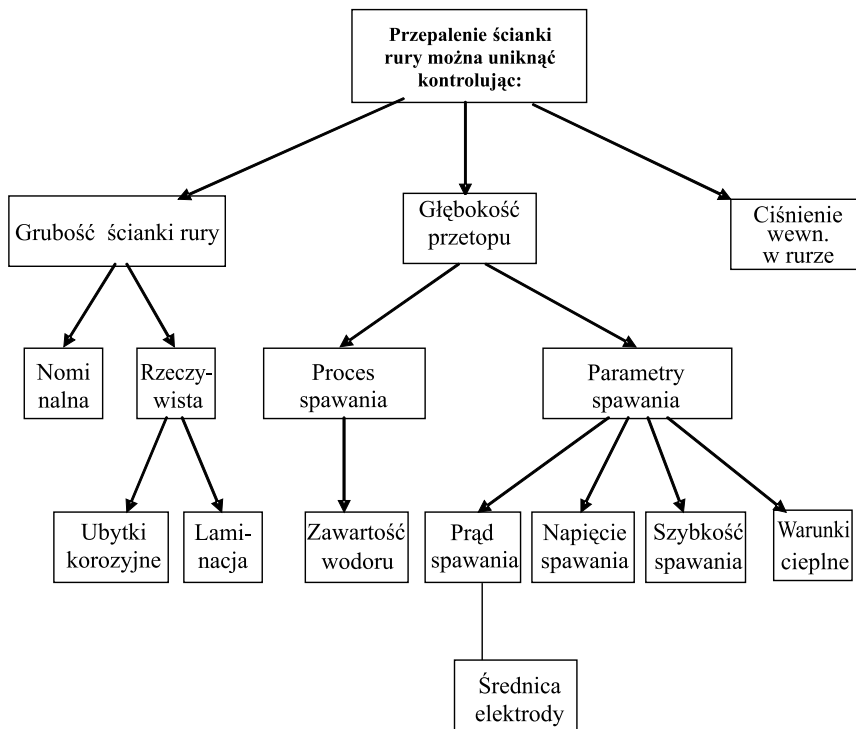 Przepalenie ścianki
rury można uniknąć
kontrolując:
Grubość ścianki rury
Głębokość
przetopu
Ciśnienie
wewn.
w rurze
Nomi
nalna
Rzeczy-
wista
Proces
spawania
Parametry
spawania
Ubytki
korozyjne
Lami-
nacja
Zawartość
wodoru
Prąd
spawania
Napięcie
spawania
Szybkość
spawania
Warunki
cieplne
Średnica
elektrody